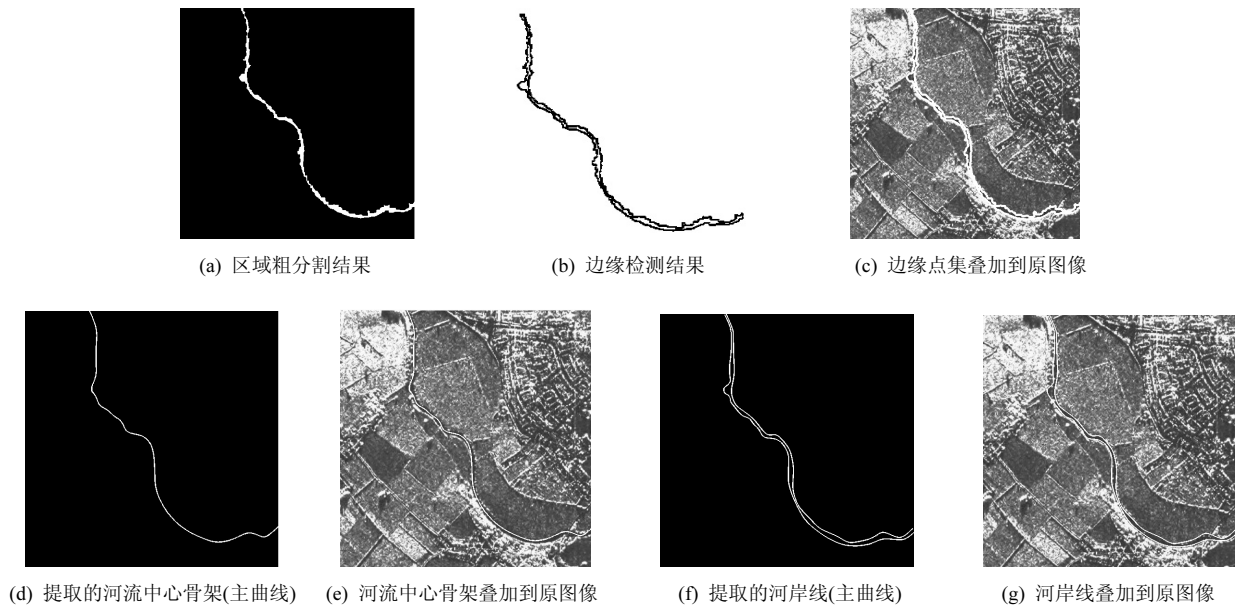 (a) 区域粗分割结果
(b) 边缘检测结果
(c) 边缘点集叠加到原图像
(d) 提取的河流中心骨架(主曲线)
(e) 河流中心骨架叠加到原图像
(f) 提取的河岸线(主曲线)
(g) 河岸线叠加到原图像